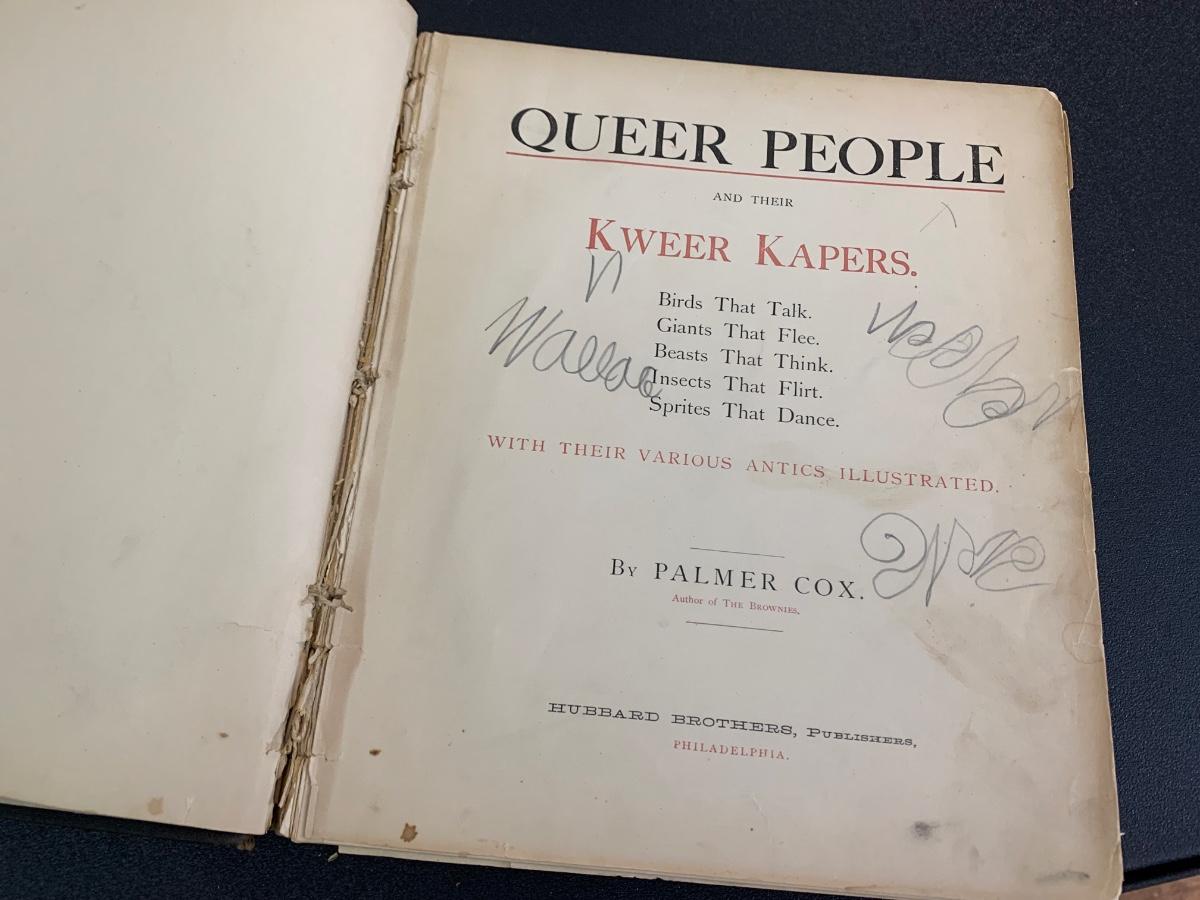 QUEER PEOPLE
AND THEIR
KWEER KAPERS.
Birds That Talk.
Giants That Flee.
Beasts That Think.
Insects That Flirt.
Sprites That Dance.
WITH THEIR VARIOUS ANTICS ILLUSTRATED.
By PALMER COX.
Author of THE BROWNIES.
HUBBARD BROTHERS, PUBLISHERS,
PHILADELPHIA.